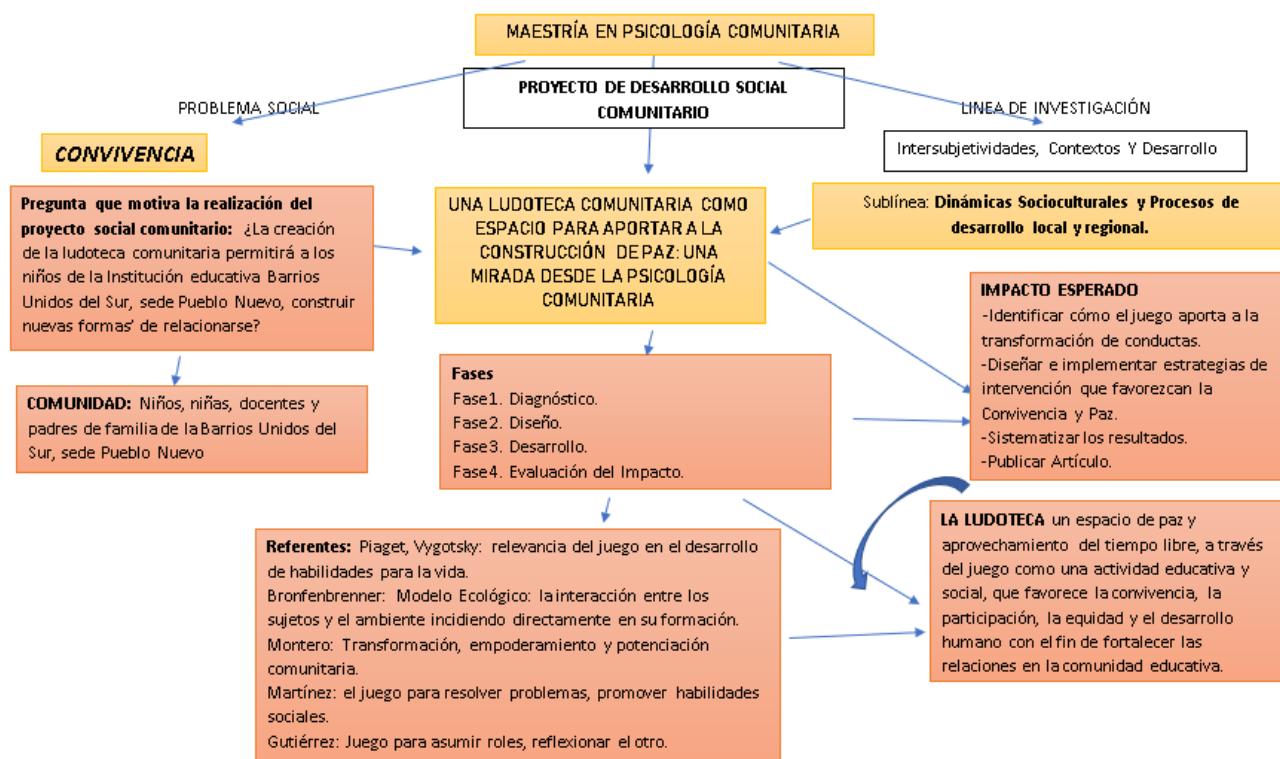 MAESTRÍA EN PSICOLOGÍA COMUNITARIA
PROYECTO DE DESARROLLO SOCIAL
COMUNITARIO
PROBLEMA SOCIAL
LINEA DE INVESTIGACIÓN
CONVIVENCIA
Intersubjetividades, Contextos Y Desarrollo
Pregunta que motiva la realización del
proyecto social comunitario: ¿La creación
de la ludoteca comunitaria permitirá a los
niños de la Institución educativa Barrios
Unidos del Sur, sede Pueblo Nuevo, construir
nuevas formas' de relacionarse?
UNA LUDOTECA COMUNITARIA COMO
ESPACIO PARA APORTAR A LA
CONSTRUCCIÓN DE PAZ: UNA
MIRADA DESDE LA PSICOLOGÍA
COMUNITARIA
Sublínea: Dinámicas Socioculturales y Procesos de
desarrollo local y regional.
IMPACTO ESPERADO
-Identificar cómo el juego aporta a la
transformación de conductas.
-Diseñar e implementar estrategias de
intervención que favorezcan la
Convivencia y Paz.
-Sistematizar los resultados.
-Publicar Artículo.
COMUNIDAD: Niños, niñas, docentes y
padres de familia de la Barrios Unidos del
Sur, sede Pueblo Nuevo
Fases
Fase1. Diagnóstico.
Fase2. Diseño.
Fase3. Desarrollo.
Fase4. Evaluación del Impacto.
Referentes: Piaget, Vygotsky: relevancia del juego en el desarrollo
de habilidades para la vida.
Bronfenbrenner: Modelo Ecológico: la interacción entre los
sujetos y el ambiente incidiendo directamente en su formación.
Montero: Transformación, empoderamiento y potenciación
comunitaria.
Martínez: el juego para resolver problemas, promover habilidades
sociales.
Gutiérrez: Juego para asumir roles, reflexionar el otro.
LA LUDOTECA un espacio de paz y
aprovechamiento del tiempo libre, a través
del juego como una actividad educativa y
social, que favorece la convivencia, la
participación, la equidad y el desarrollo
humano con el fin de fortalecer las
relaciones en la comunidad educativa.